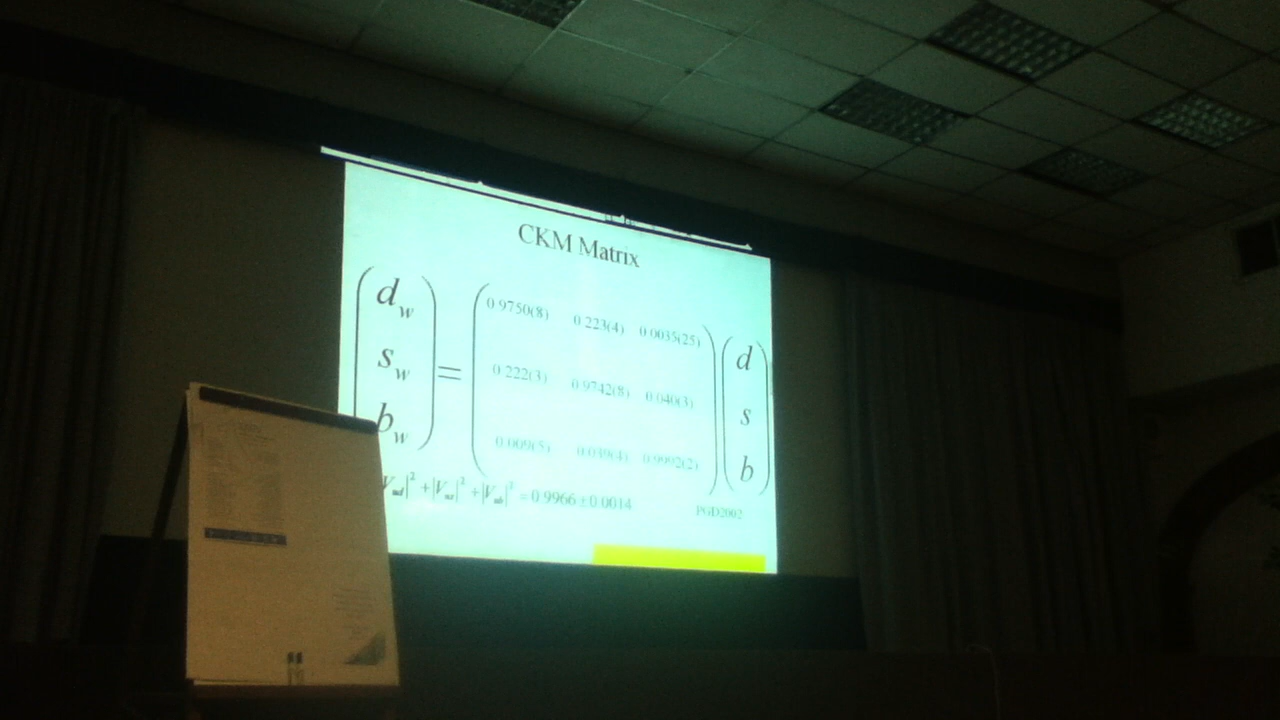 CKM Matrix
d_w = 0.9750(8) 0.223(4) 0.0035(25) d
s_w 0.222(3) 0.9742(8) 0.040(3) s
b_w 0.009(5) 0.039(4) 0.9992(2) b
V_ud|² + |V_us|² + |V_ub|² = 0.9966 ± 0.0014
PGD2002